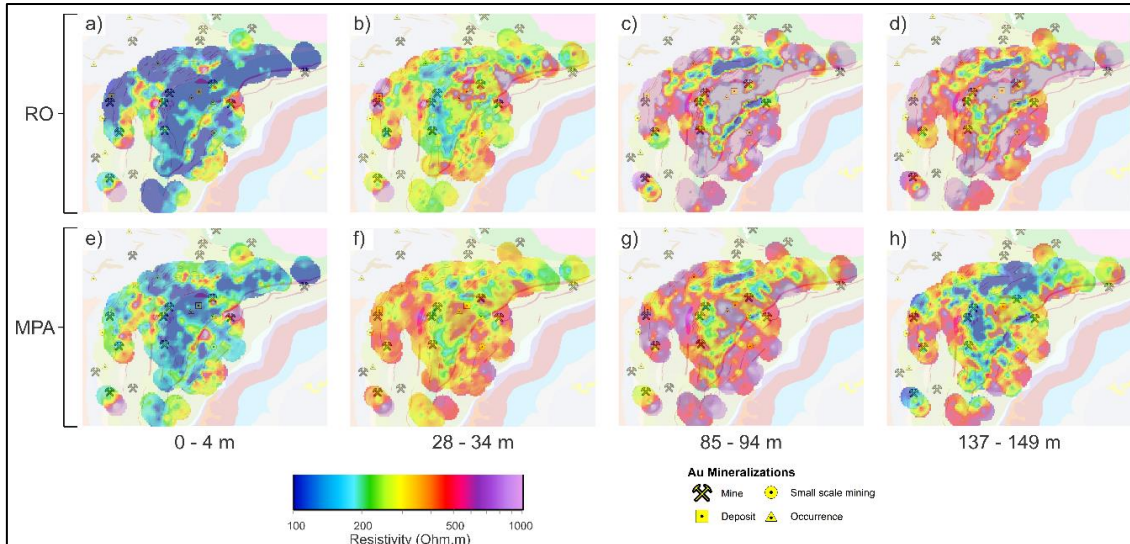 a) b) c) d)
RO
e) f) g) h)
MPA
0 - 4 m 28 - 34 m 85 - 94 m 137 - 149 m
Au Mineralizations
Mine Small scale mining
Deposit Occurrence
100 200 500 1000
Resistivity (Ohm.m)